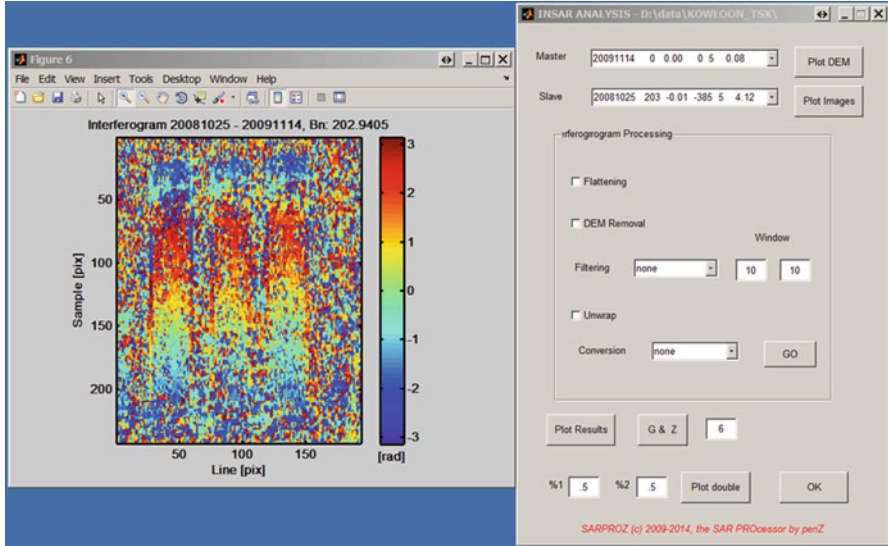 Figure 6
File Edit View Insert Tools Desktop Window Help
Interferogram 20081025 - 20091114, Bn: 202.9405
50
100
150
200
Sample [pix]
50 100 150
Line [pix]
3
2
1
0
-1
-2
-3
[rad]
INSAR ANALYSIS - D:\data\KOWLOON_TSX\
Master 20091114 0 0.00 0 5 0.08 Plot DEM
Slave 20081025 203 -0.01 -385 5 4.12 Plot Images
nferogrogram Processing
Flattening
DEM Removal
Window
Filtering none 10 10
Unwrap
Conversion none GO
Plot Results G & Z 6
%1 .5 %2 .5 Plot double OK
SARPROZ (c) 2009-2014, the SAR PROcessor by periZ